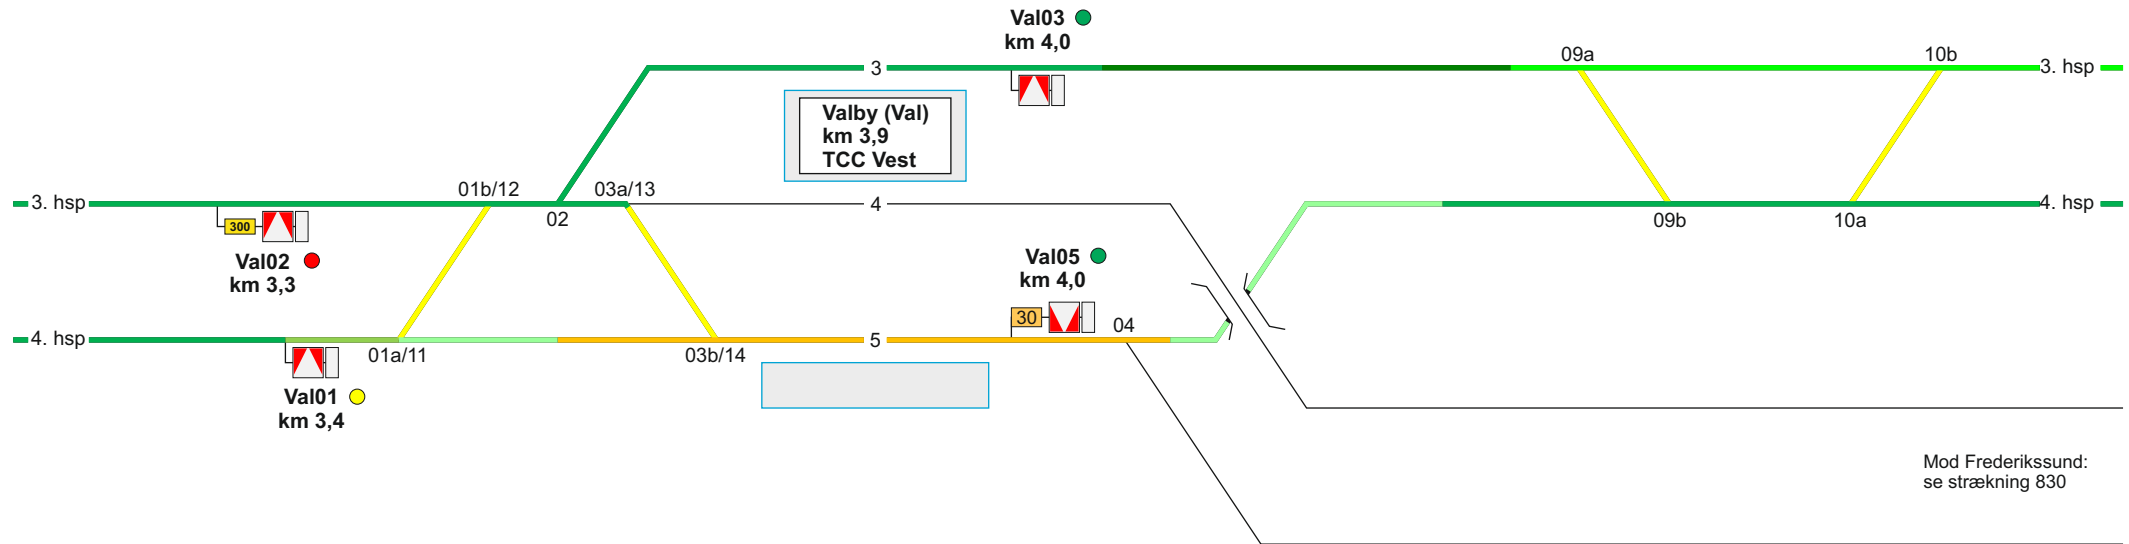 Val03
km 4,0
3
09a
10b
3. hsp
Valby (Val)
km 3,9
TCC Vest
3. hsp
01b/12
03a/13
02
4
4. hsp
09b
10a
300
Val02
km 3,3
Val05
km 4,0
30
04
4. hsp
01a/11
03b/14
5
Val01
km 3,4
Mod Frederikssund:
se strækning 830